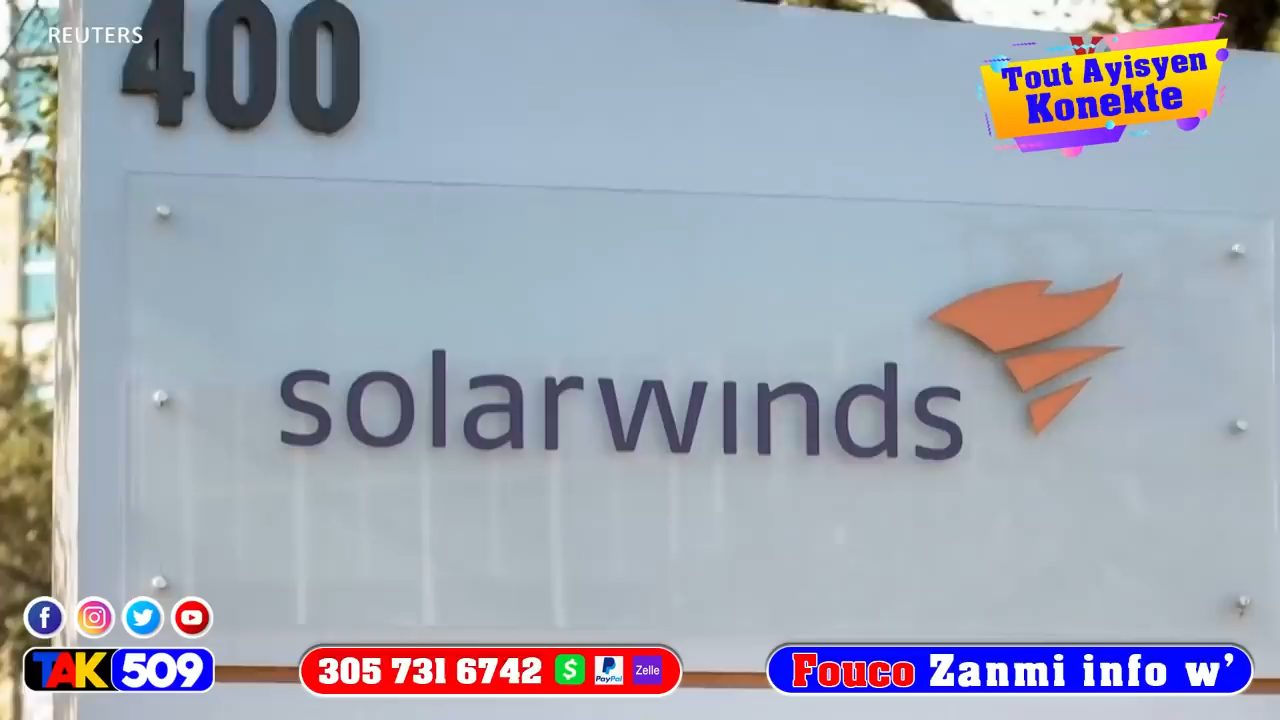 REUTERS
400
Tout Ayisyen
Konekte
solarwinds
TAK 509
305 731 6742
$
PayPal
Zelle
Fouco Zanmi info w’